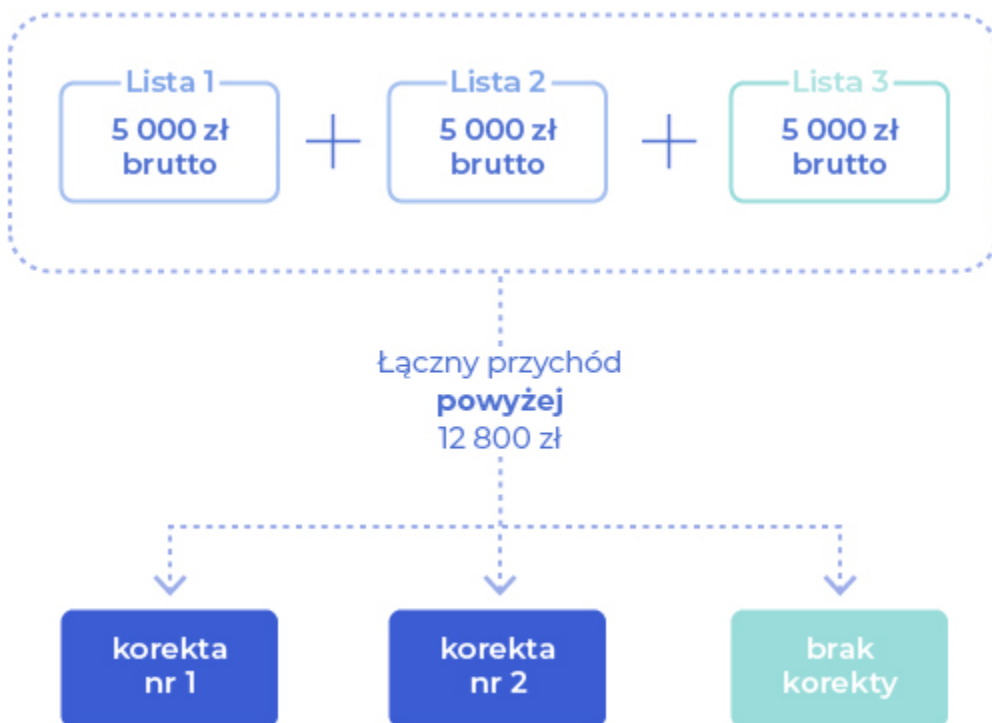 Lista 1
Lista 2
Lista 3
5 000 zł
brutto
5 000 zł
brutto
5 000 zł
brutto
Łączny przychód
powyżej
12 800 zł
korekta
nr 1
korekta
nr 2
brak
korekty